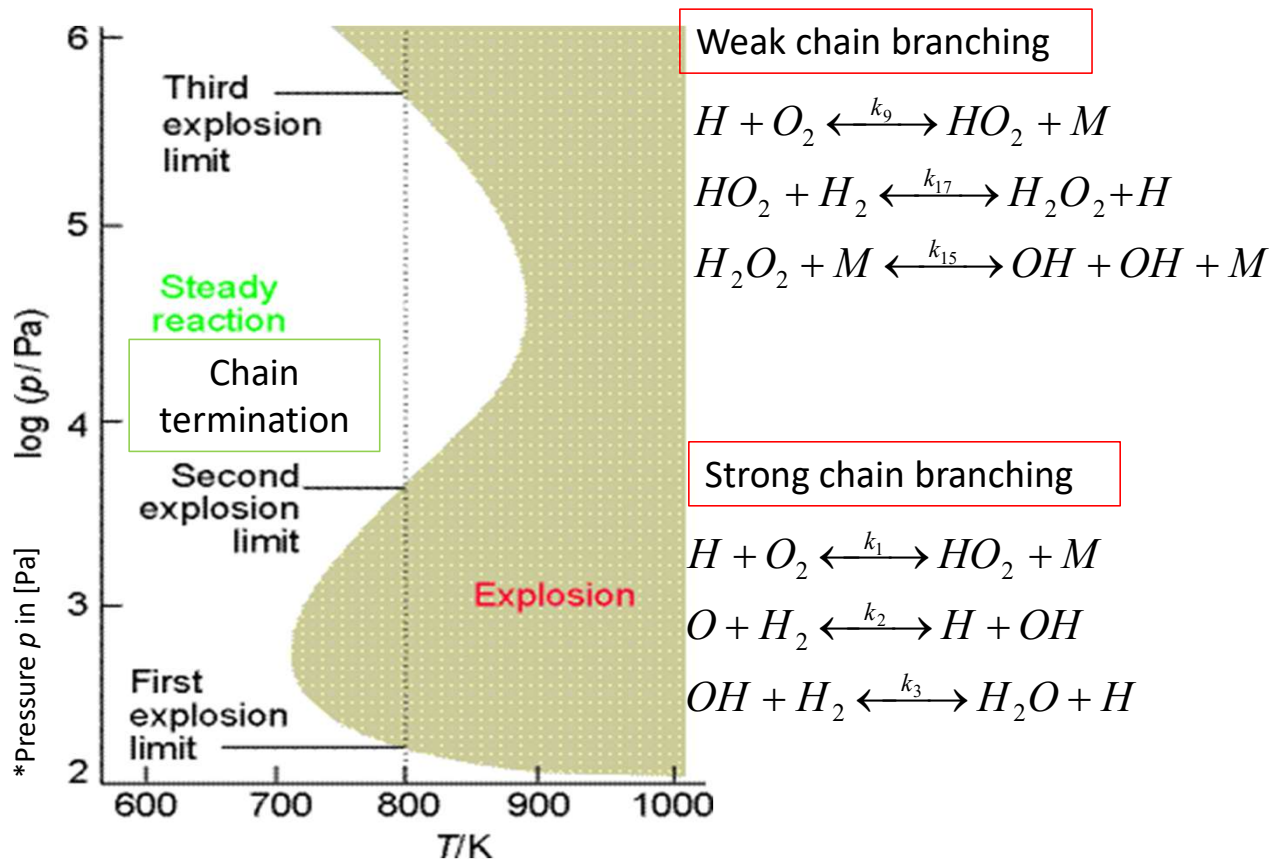 6
5
4
3
2
log (p/Pa)
*Pressure p in [Pa]
Third
explosion
limit
Steady
reaction
Chain
termination
Second
explosion
limit
First
explosion
limit
Explosion
600 700 800 900 1000
T/K
Weak chain branching
H + O₂ ⟷ k₉ HO₂ + M
HO₂ + H₂ ⟷ k₁₇ H₂O₂ + H
H₂O₂ + M ⟷ k₁₅ OH + OH + M
Strong chain branching
H + O₂ ⟷ k₁ HO₂ + M
O + H₂ ⟷ k₂ H + OH
OH + H₂ ⟷ k₃ H₂O + H